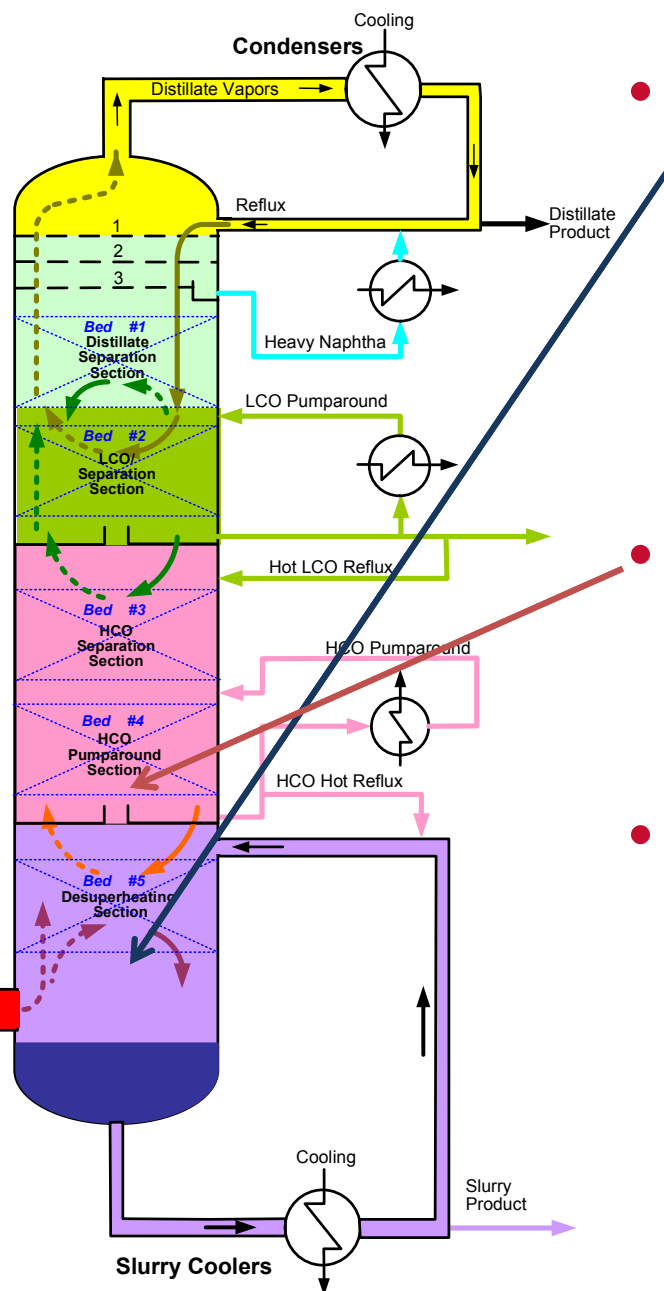 Cooling
Condensers
Distillate Vapors
Reflux
Distillate
Product
1
2
3
Heavy Naphtha
Bed #1
Distillate
Separation
Section
LCO Pumparound
Bed #2
LCO/
Separation
Section
Hot LCO Reflux
Bed #3
HCO
Separation
Section
HCO Pumparound
Bed #4
HCO
Pumparound
Section
HCO Hot Reflux
Bed #5
Desuperheating
Section
Cooling
Slurry
Product
Slurry Coolers